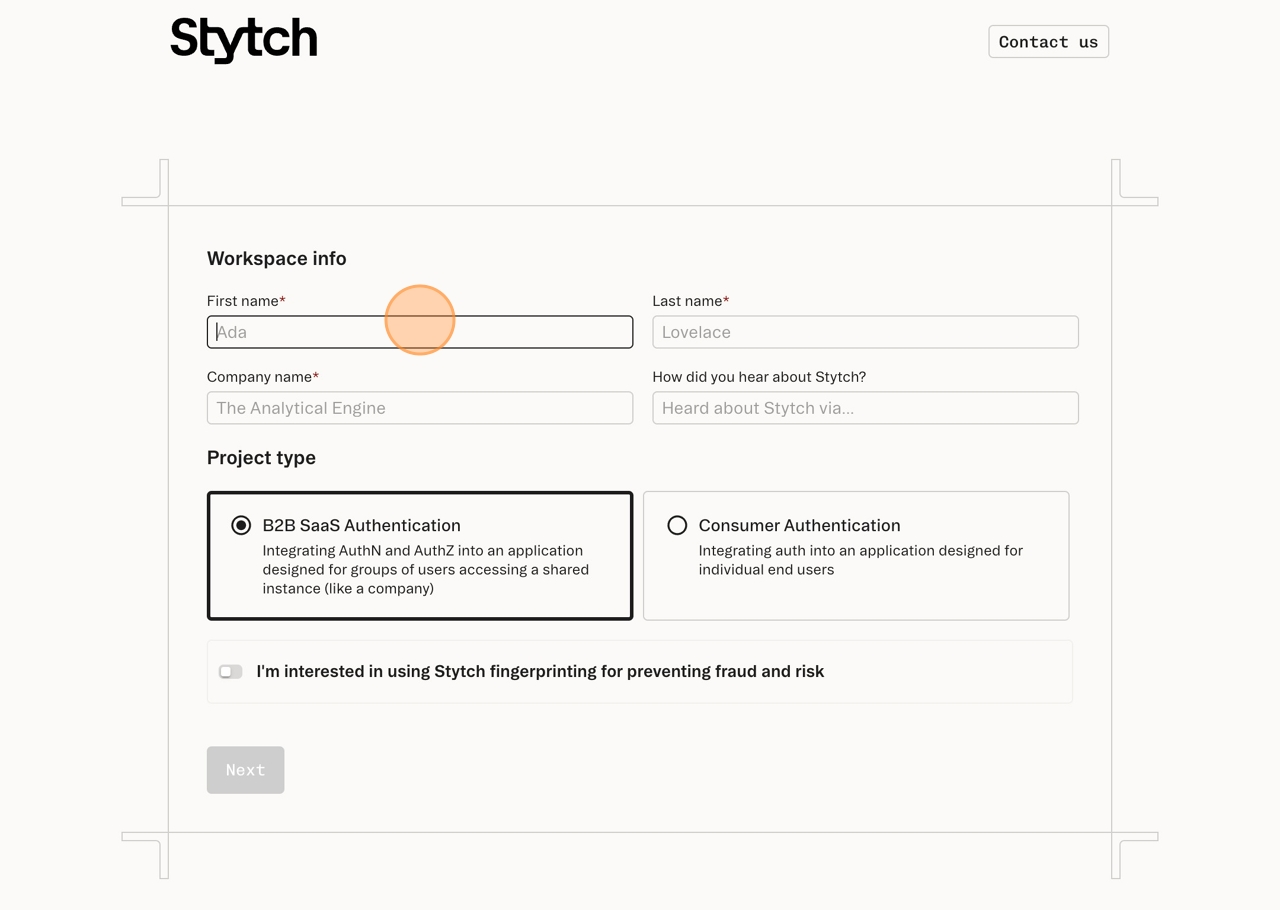 Stytch
Contact us
Workspace info
First name*
Last name*
Ada
Lovelace
Company name*
How did you hear about Stytch?
The Analytical Engine
Heard about Stytch via...
Project type
B2B SaaS Authentication
Integrating AuthN and AuthZ into an application
designed for groups of users accessing a shared
instance (like a company)
Consumer Authentication
Integrating auth into an application designed for
individual end users
I'm interested in using Stytch fingerprinting for preventing fraud and risk
Next